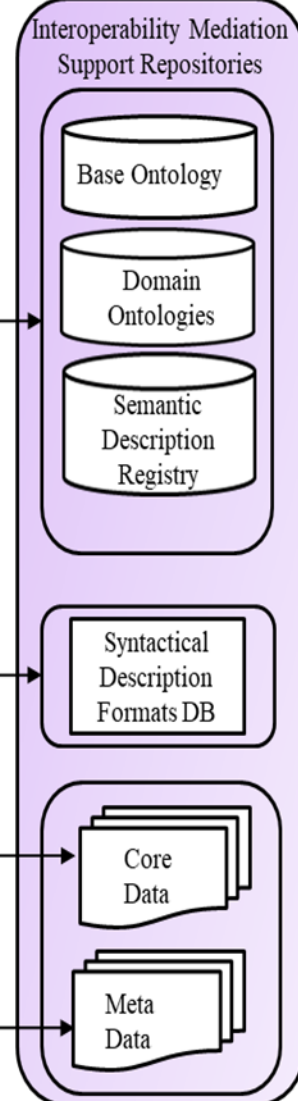 Interoperability Mediation
Support Repositories
Base Ontology
Domain
Ontologies
Semantic
Description
Registry
Syntactical
Description
Formats DB
Core
Data
Meta
Data